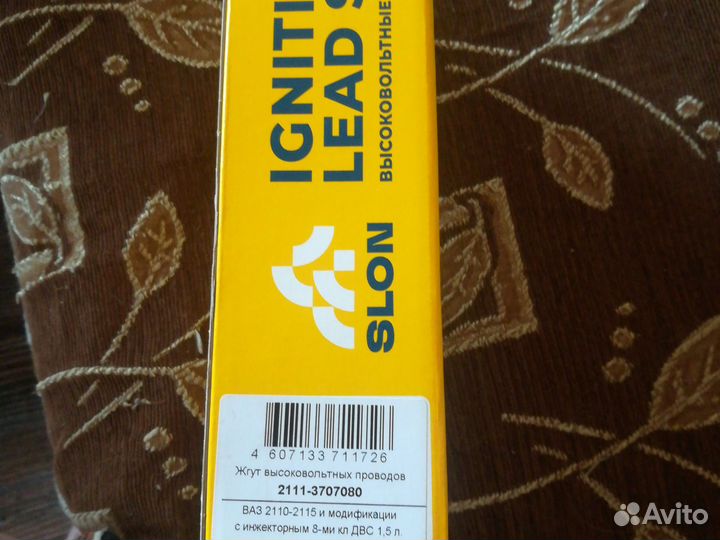 IGNITI
LEAD S
ВЫСОКОВОЛЬТНЫЕ
SLON
4 607133 711726
Жгут высоковольтных проводов
2111-3707080
ВАЗ 2110-2115 и модификации
с инжекторным 8-ми кл ДВС 1,5 л.
Avito